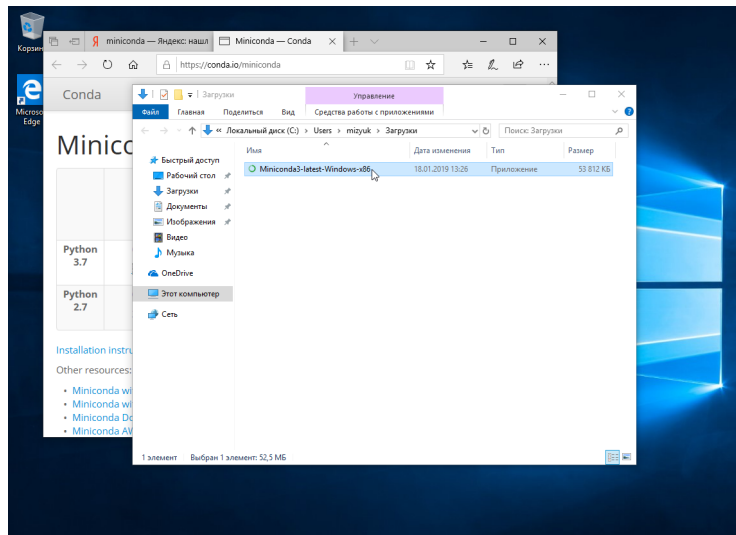 Корзин
Microso
Edge
miniconda — Яндекс: нашл
Miniconda — Conda
https://conda.io/miniconda
Conda
Minicc
Python
3.7
Python
2.7
Installation instru
Other resources:
• Miniconda wi
• Miniconda wi
• Miniconda Do
• Miniconda AW
Загрузки
Управление
Файл
Главная
Поделиться
Вид
Средства работы с приложениями
« Локальный диск (C:) › Users › mizyuk › Загрузки
Поиск: Загрузки
Имя
Дата изменения
Тип
Размер
Быстрый доступ
Рабочий стол
Загрузки
Документы
Изображения
Видео
Музыка
OneDrive
Этот компьютер
Сеть
Miniconda3-latest-Windows-x86
18.01.2019 13:26
Приложение
53 812 КБ
1 элемент
Выбран 1 элемент: 52,5 МБ